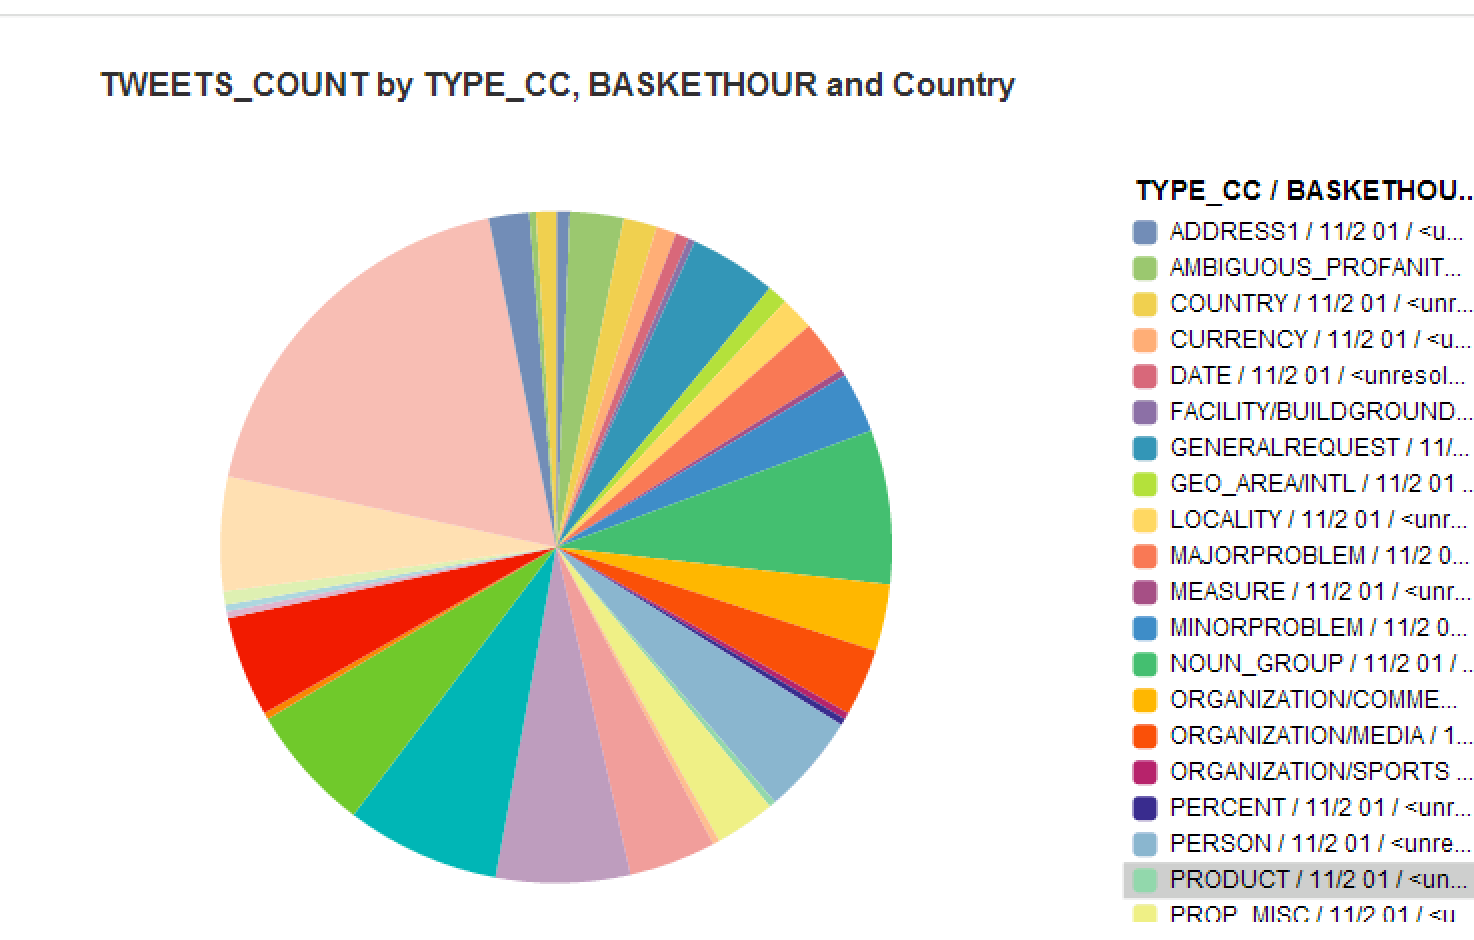 TWEETS_COUNT by TYPE_CC, BASKETHOUR and Country
TYPE_CC / BASKETHOU...
ADDRESS1 / 11/2 01 / <u...
AMBIGUOUS_PROFANIT...
COUNTRY / 11/2 01 / <unr...
CURRENCY / 11/2 01 / <u...
DATE / 11/2 01 / <unresol...
FACILITY/BUILDGROUND...
GENERALREQUEST / 11/...
GEO_AREA/INTL / 11/2 01 ...
LOCALITY / 11/2 01 / <unr...
MAJORPROBLEM / 11/2 0...
MEASURE / 11/2 01 / <unr...
MINORPROBLEM / 11/2 0...
NOUN_GROUP / 11/2 01 / ...
ORGANIZATION/COMME...
ORGANIZATION/MEDIA / 1...
ORGANIZATION/SPORTS ...
PERCENT / 11/2 01 / <unr...
PERSON / 11/2 01 / <unre...
PRODUCT / 11/2 01 / <un...
PROP_MISC / 11/2 01 / <u